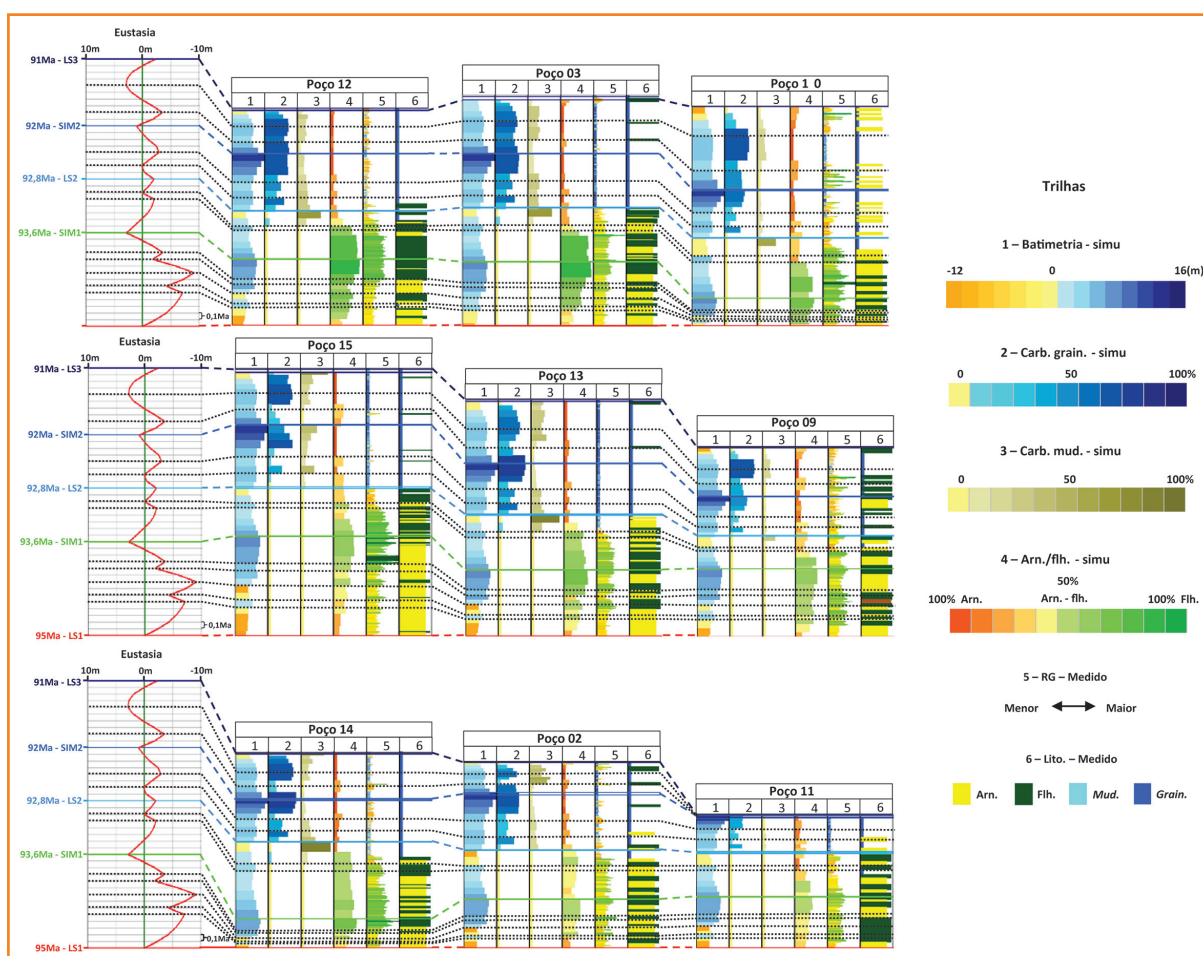 Eustasia
10m 0m -10m
91Ma - LS3
92Ma - SIM2
92,8Ma - LS2
93,6Ma - SIM1
0,1Ma
Poço 12
1 2 3 4 5 6
Poço 03
1 2 3 4 5 6
Poço 1 0
1 2 3 4 5 6
Eustasia
10m 0m -10m
91Ma - LS3
92Ma - SIM2
92,8Ma - LS2
93,6Ma - SIM1
95Ma - LS1
0,1Ma
Poço 15
1 2 3 4 5 6
Poço 13
1 2 3 4 5 6
Poço 09
1 2 3 4 5 6
Eustasia
10m 0m -10m
91Ma - LS3
92Ma - SIM2
92,8Ma - LS2
93,6Ma - SIM1
95Ma - LS1
0,1Ma
Poço 14
1 2 3 4 5 6
Poço 02
1 2 3 4 5 6
Poço 11
1 2 3 4 5 6
Trilhas
1 – Batimetria - simu
-12 0 16(m)
2 – Carb. grain. - simu
0 50 100%
3 – Carb. mud. - simu
0 50 100%
4 – Arn./flh. - simu
50%
100% Arn. Arn. - flh. 100% Flh.
5 – RG – Medido
Menor Maior
6 – Lito. – Medido
Arn. Flh. Mud. Grain.